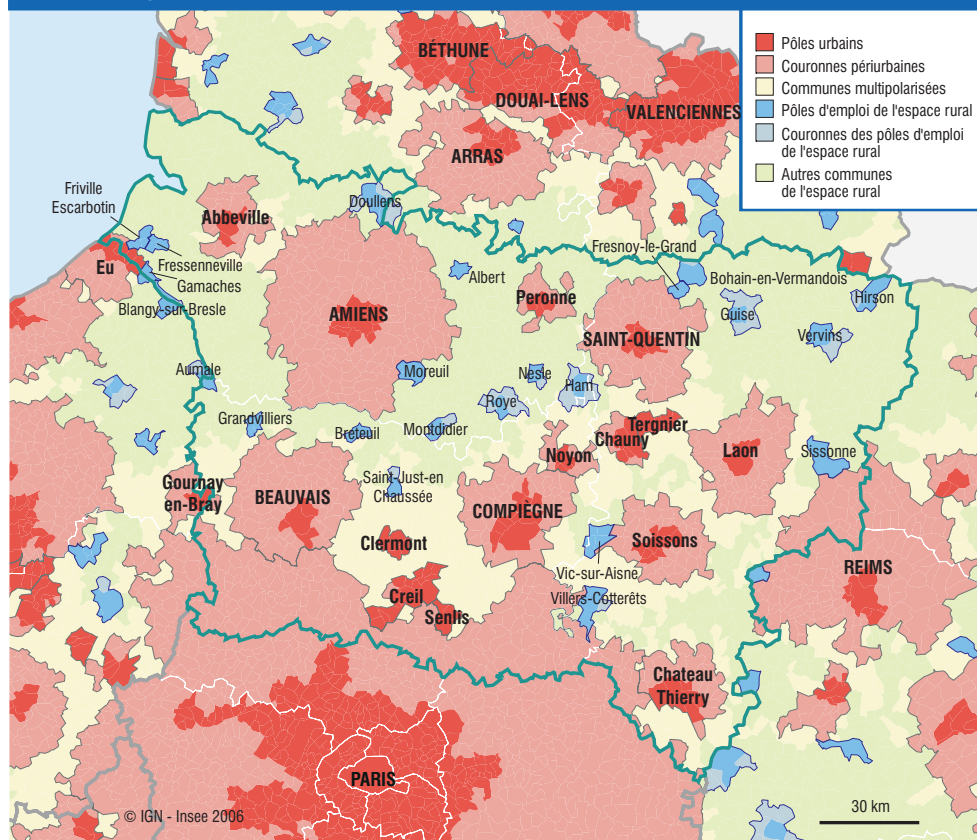 Pôles urbains
Couronnes périurbaines
Communes multipolarisées
Pôles d'emploi de l'espace rural
Couronnes des pôles d'emploi
de l'espace rural
Autres communes
de l'espace rural
BÉTHUNE
DOUAI-LENS
VALENCIENNES
ARRAS
Friville
Escarbotin
Abbeville
Doullens
Fresnoy-le-Grand
Eu
Fressenneville
Gamaches
Albert
Bohain-en-Vermandois
Hirson
Blangy-sur-Bresle
AMIENS
Peronne
Guise
SAINT-QUENTIN
Vervins
Aumale
Moreuil
Nesle
Ham
Roye
Grandvilliers
Breteuil
Montdidier
Tergnier
Chauny
Noyon
Laon
Sissonne
Gournay
en-Bray
BEAUVAIS
Saint-Just-en
Chaussée
COMPIÈGNE
Clermont
Soissons
Vic-sur-Aisne
REIMS
Creil
Villers-Cotterêts
Senlis
Chateau
Thierry
PARIS
© IGN - Insee 2006
30 km